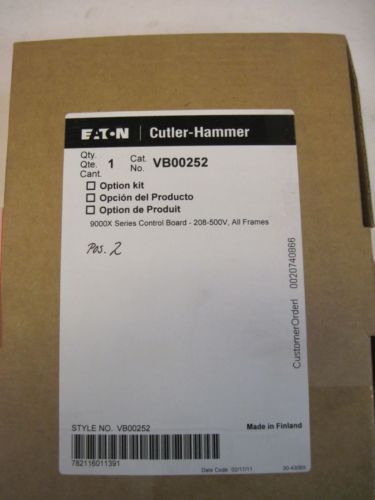 EATON | Cutler-Hammer
Qty.
Qte. 1 Cat. No. VB00252
Cant.
Option kit
Opción del Producto
Option de Produit
9000X Series Control Board - 208-500V, All Frames
Pos. 2
CustomerOrderl 0020740866
STYLE NO. VB00252
Made in Finland
782116011391
Date Code 02/17/11